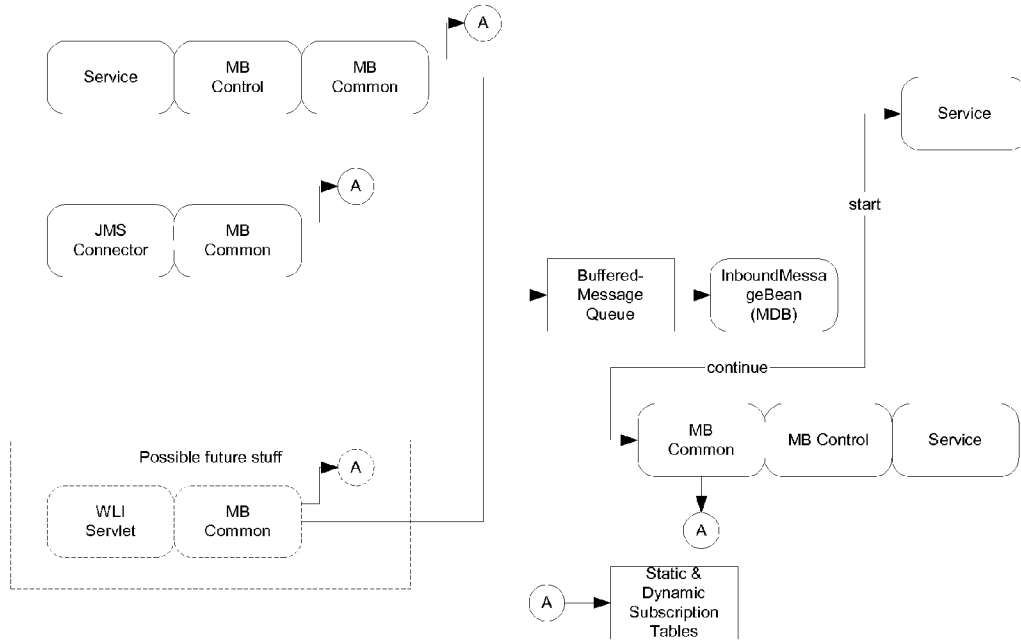 A
Service
MB
Control
MB
Common
Service
A
JMS
Connector
MB
Common
start
Buffered-
Message
Queue
InboundMessa
geBean
(MDB)
continue
MB
Common
MB Control
Service
Possible future stuff
A
WLI
Servlet
MB
Common
A
A
Static &
Dynamic
Subscription
Tables